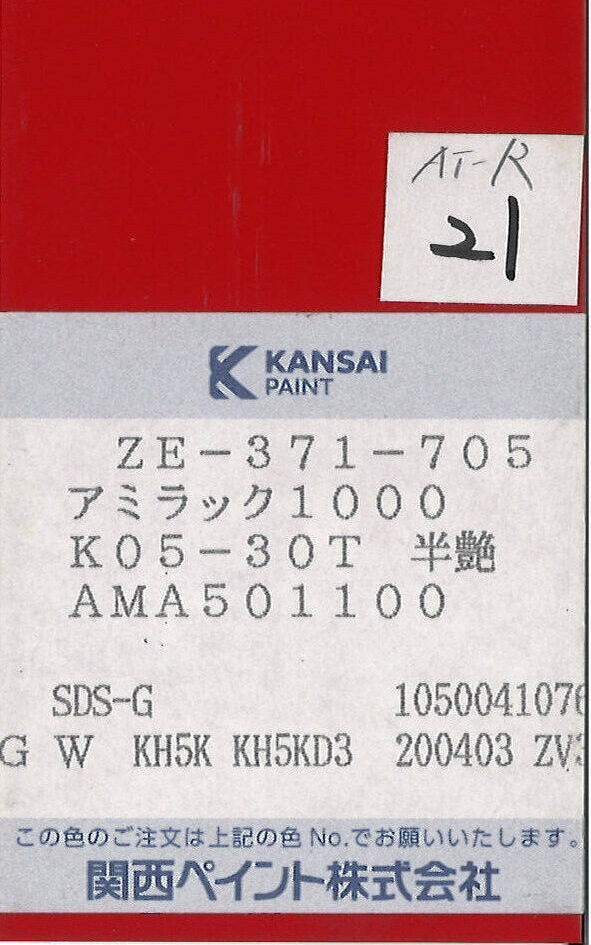 AT-R
21
KANSAI
PAINT
ZE-371-705
アミラック1000
K05-30T 半艶
AMA501100
SDS-G 1050041076
G W KH5K KH5KD3 200403 ZV3
この色のご注文は上記の色No.でお願いいたします。
関西ペイント株式会社